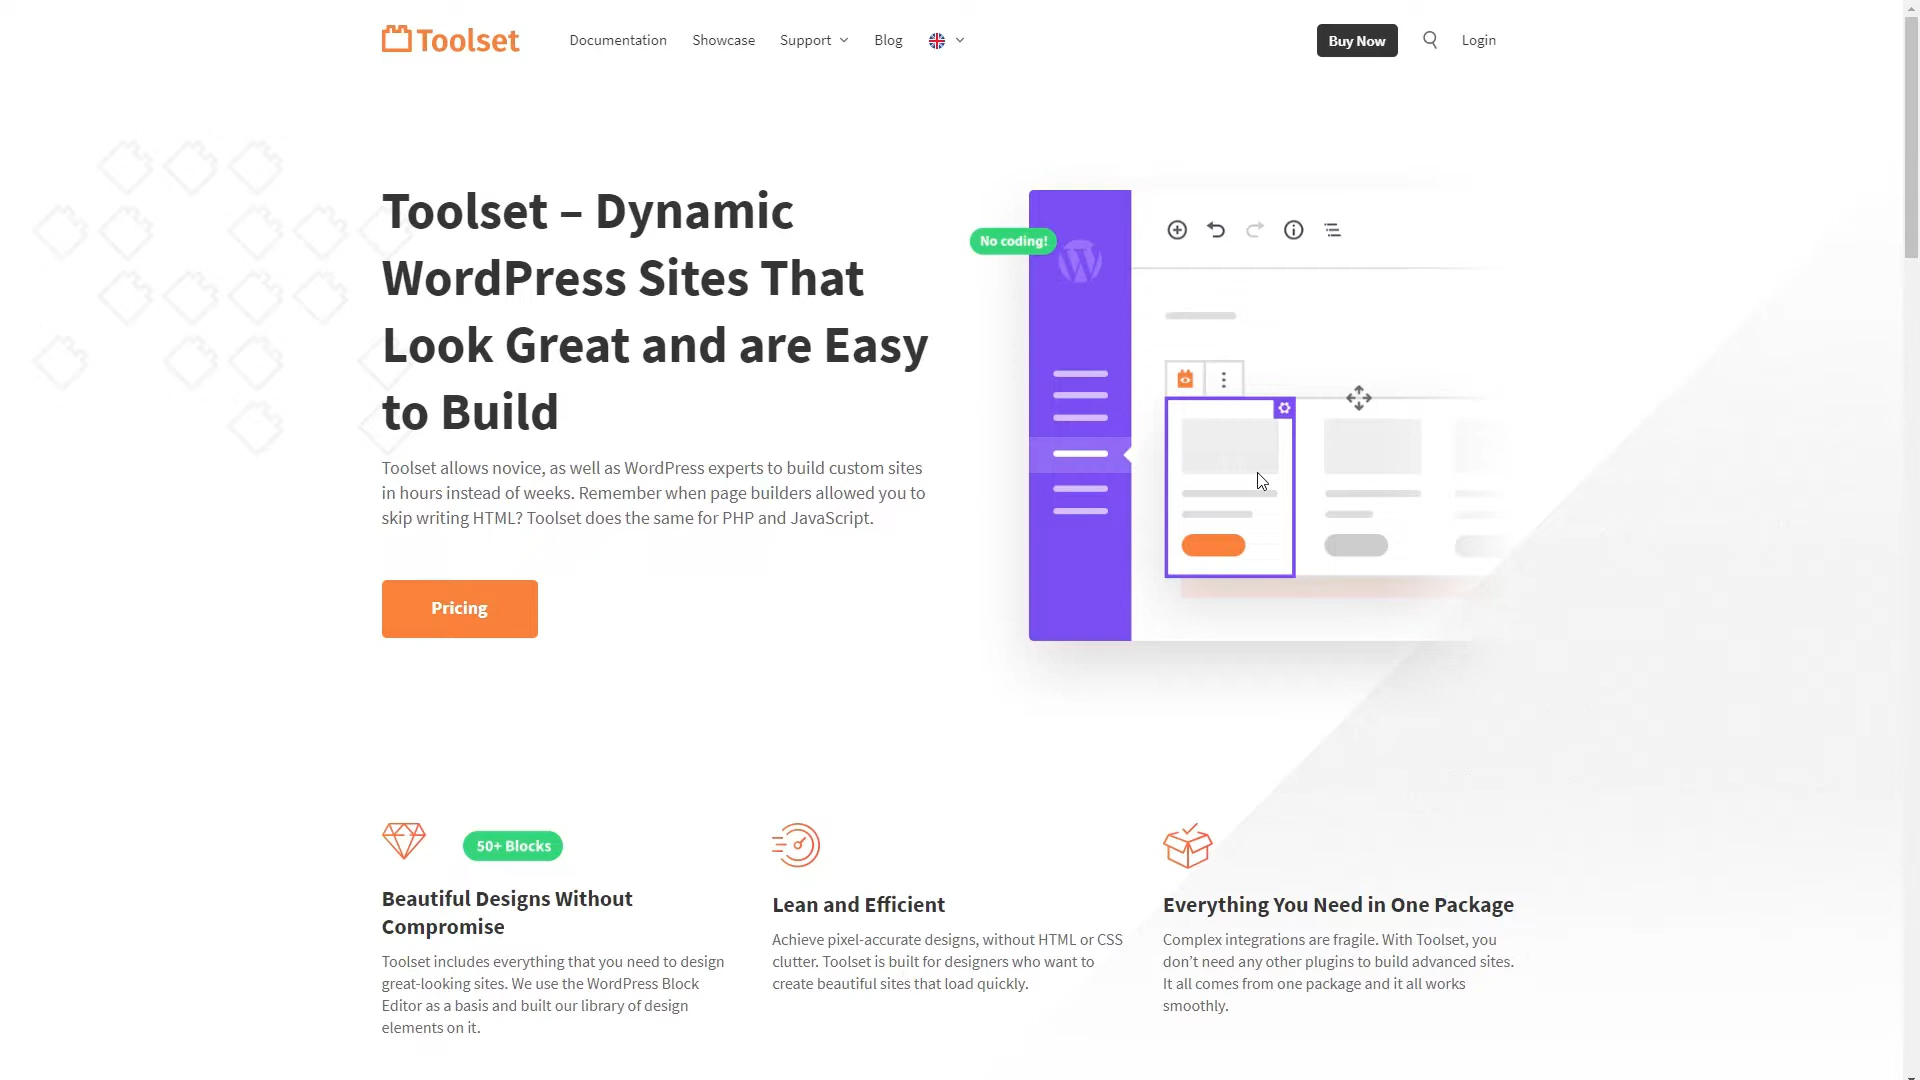 Toolset
Documentation
Showcase
Support
Blog
Buy Now
Login
Toolset – Dynamic
WordPress Sites That
Look Great and are Easy
to Build
Toolset allows novice, as well as WordPress experts to build custom sites
in hours instead of weeks. Remember when page builders allowed you to
skip writing HTML? Toolset does the same for PHP and JavaScript.
Pricing
No coding!
50+ Blocks
Beautiful Designs Without
Compromise
Toolset includes everything that you need to design
great-looking sites. We use the WordPress Block
Editor as a basis and built our library of design
elements on it.
Lean and Efficient
Achieve pixel-accurate designs, without HTML or CSS
clutter. Toolset is built for designers who want to
create beautiful sites that load quickly.
Everything You Need in One Package
Complex integrations are fragile. With Toolset, you
don’t need any other plugins to build advanced sites.
It all comes from one package and it all works
smoothly.